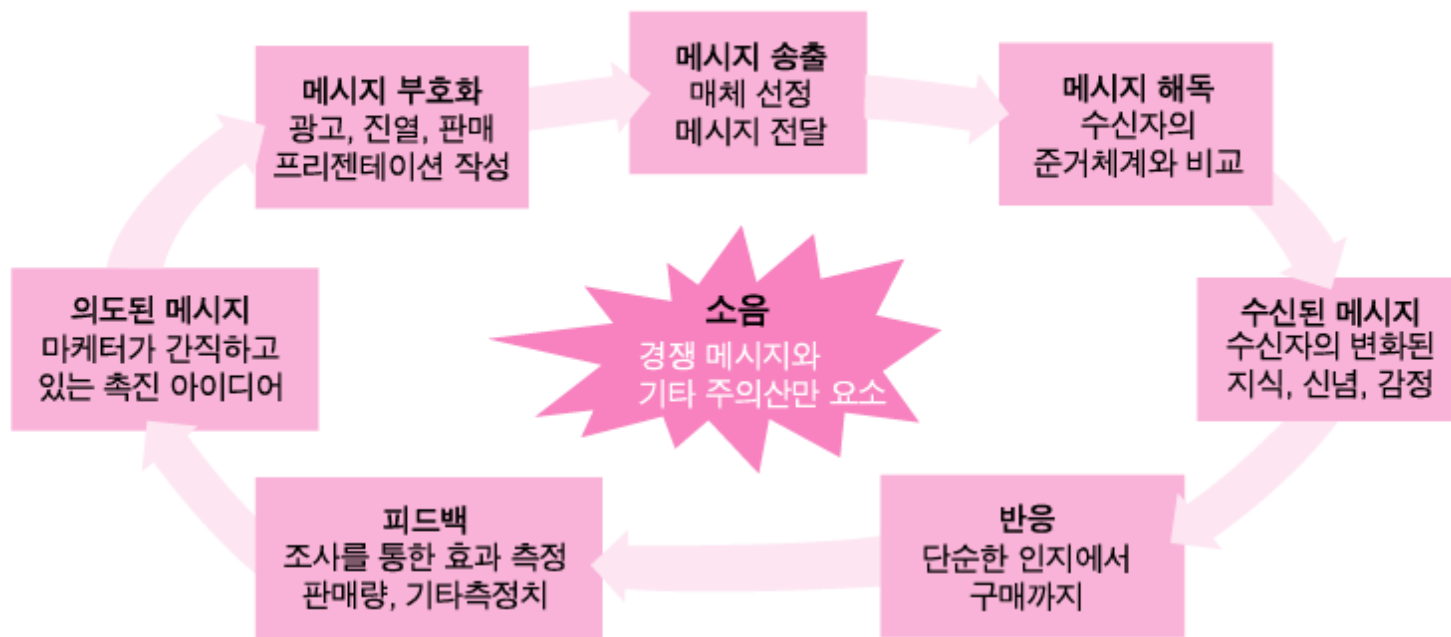 메시지 부호화
광고, 진열, 판매
프리젠테이션 작성
메시지 송출
매체 선정
메시지 전달
메시지 해독
수신자의
준거체계와 비교
의도된 메시지
마케터가 간직하고
있는 촉진 아이디어
소음
경쟁 메시지와
기타 주의산만 요소
수신된 메시지
수신자의 변화된
지식, 신념, 감정
피드백
조사를 통한 효과 측정
판매량, 기타측정치
반응
단순한 인지에서
구매까지